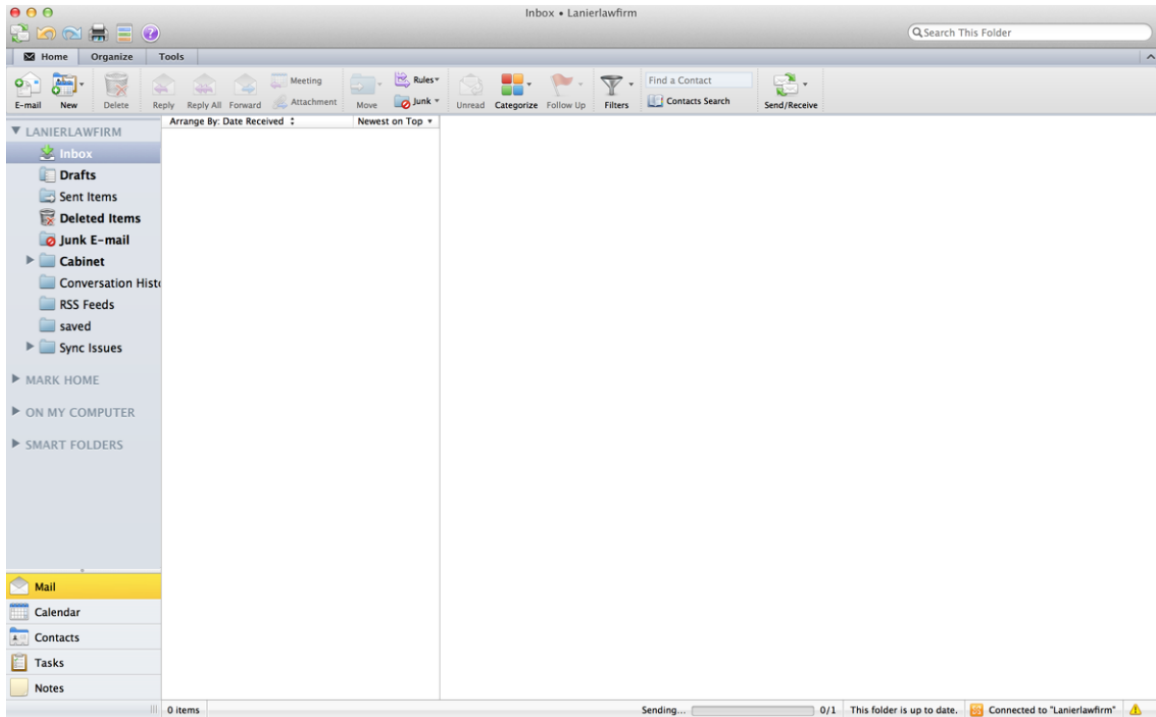 Inbox • Lanierlawfirm
Search This Folder
Home Organize Tools
E-mail New Delete Reply Reply All Forward Meeting Attachment Move Rules Junk Unread Categorize Follow Up Filters Find a Contact Contacts Search Send/Receive
Arrange By: Date Received Newest on Top
LANIERLAWFIRM
Inbox
Drafts
Sent Items
Deleted Items
Junk E-mail
Cabinet
Conversation Histo
RSS Feeds
saved
Sync Issues
MARK HOME
ON MY COMPUTER
SMART FOLDERS
Mail
Calendar
Contacts
Tasks
Notes
0 items Sending... 0/1 This folder is up to date. Connected to "Lanierlawfirm"